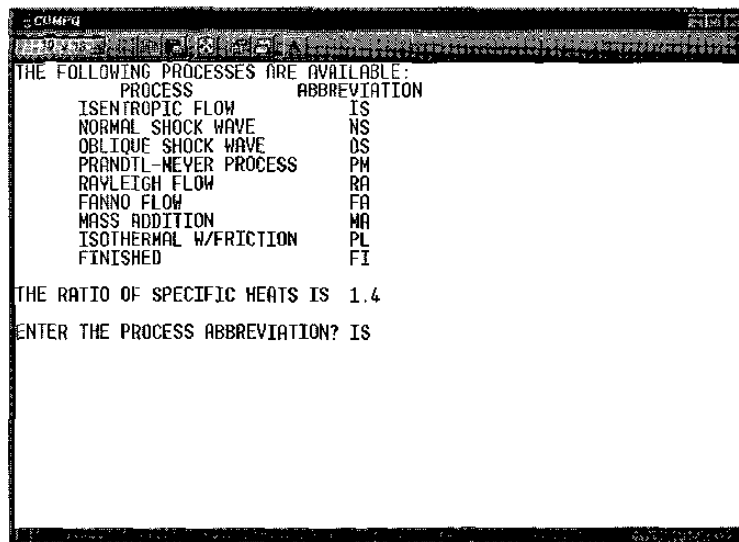 COMPQ
THE FOLLOWING PROCESSES ARE AVAILABLE:
PROCESS ABBREVIATION
ISENTROPIC FLOW IS
NORMAL SHOCK WAVE NS
OBLIQUE SHOCK WAVE OS
PRANDTL-MEYER PROCESS PM
RAYLEIGH FLOW RA
FANNO FLOW FA
MASS ADDITION MA
ISOTHERMAL W/FRICTION PL
FINISHED FI
THE RATIO OF SPECIFIC HEATS IS 1.4
ENTER THE PROCESS ABBREVIATION? IS